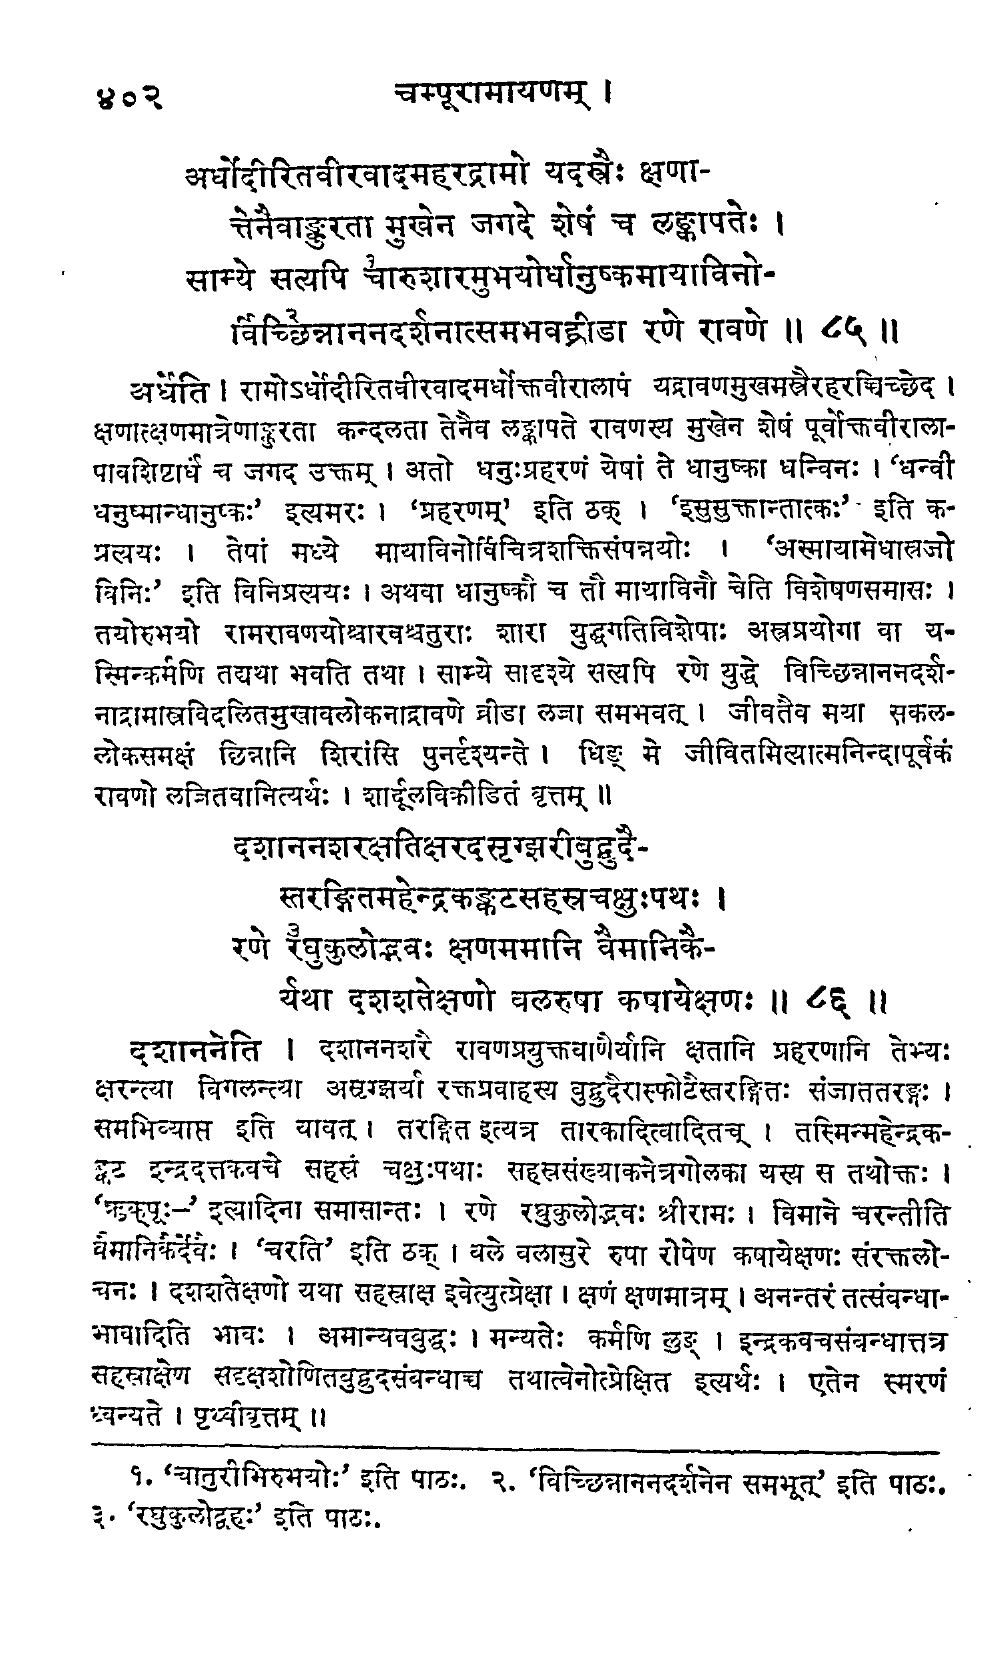 ४०२ चम्पूरामायणम् ।
अर्धोदीरितवीरवादमहरद्रामो यदस्त्रैः क्षणा-
त्तेनैवाङ्कुरता मुखेन जगदे शेषं च लङ्कापतेः ।
साम्ये सत्यपि चारुशारमुभयोर्धानुष्कमायाविनो-
र्विच्छिन्नाननदर्शनात्समभवद्व्रीडा रणे रावणे ॥ ८५ ॥
अर्धेति । रामोऽर्धोदीरितवीरवादमर्धोक्तवीरालापं यद्रावणमुखमस्त्रैरहरच्चिच्छेद ।
क्षणात्क्षणमात्रेणाङ्कुरता कन्दलता तेनैव लङ्कापते रावणस्य मुखेन शेषं पूर्वोक्तवीराला-
पावशिष्टार्धं च जगद उक्तम् । अतो धनुःप्रहरणं येषां ते धानुष्का धन्विनः । ‘धन्वी
धनुष्मान्धानुष्कः’ इत्यमरः । ‘प्रहरणम्’ इति ठक् । ‘इसुसुक्तान्तात्कः’ इति क-
प्रत्ययः । तेषां मध्ये मायाविनोर्विचित्रशक्तिसंपन्नयोः । ‘अस्मायामेधास्रजो
विनिः’ इति विनिप्रत्ययः । अथवा धानुष्कौ च तौ मायाविनौ चेति विशेषणसमासः ।
तयोरुभयो रामरावणयोश्चारवश्चतुराः शारा युद्धगतिविशेषाः अस्त्रप्रयोगा वा य-
स्मिन्कर्मणि तद्यथा भवति तथा । साम्ये सादृश्ये सत्यपि रणे युद्धे विच्छिन्नाननदर्श-
नाद्रामास्त्रविदलितमुखावलोकनाद्रावणे व्रीडा लज्जा समभवत् । जीवतैव मया सकल-
लोकसमक्षं छिन्नानि शिरांसि पुनर्दृश्यन्ते । धिङ् मे जीवितमित्यात्मनिन्दापूर्वकं
रावणो लज्जितवानित्यर्थः । शार्दूलविक्रीडितं वृत्तम् ॥
दशाननशरक्षतिक्षरदसृग्झरीबुद्बुदै-
स्तरङ्गितमहेन्द्रकङ्कटसहस्रचक्षुःपथः ।
रणे रघुकुलोद्भवः क्षणममानि वैमानिकै-
र्यथा दशशतेक्षणो वलरुषा कषायेक्षणः ॥ ८६ ॥
दशाननेति । दशाननशरै रावणप्रयुक्तवाणैर्यानि क्षतानि प्रहरणानि तेभ्यः
क्षरन्त्या विगलन्त्या असृग्झर्या रक्तप्रवाहस्य बुद्बुदैरास्फोटैस्तरङ्गितः संजाततरङ्गः ।
समभिव्याप्त इति यावत् । तरङ्गित इत्यत्र तारकादित्वादितच् । तस्मिन्महेन्द्रक-
ङ्कट इन्द्रदत्तकवचे सहस्रं चक्षुःपथाः सहस्रसंख्याकनेत्रगोलका यस्य स तथोक्तः ।
‘ऋक्पूः–’ इत्यादिना समासान्तः । रणे रघुकुलोद्भवः श्रीरामः । विमाने चरन्तीति
वैमानिकैर्देवैः । ‘चरति’ इति ठक् । वले वलासुरे रुषा रोषेण कषायेक्षणः संरक्तलो-
चनः । दशशतेक्षणो यथा सहस्राक्ष इवेत्युत्प्रेक्षा । क्षणं क्षणमात्रम् । अनन्तरं तत्संबन्धा-
भावादिति भावः । अमान्यवबुद्धः । मन्यतेः कर्मणि लुङ् । इन्द्रकवचसंबन्धात्तत्र
सहस्राक्षेण सदृक्षशोणितबुद्बुदसंबन्धाच्च तथात्वेनोत्प्रेक्षित इत्यर्थः । एतेन स्मरणं
ध्वन्यते । पृथ्वीवृत्तम् ॥
१. ‘चातुरीभिरुभयोः’ इति पाठः. २. ‘विच्छिन्नाननदर्शनेन समभूत्’ इति पाठः.
३. ‘रघुकुलोद्वहः’ इति पाठः.